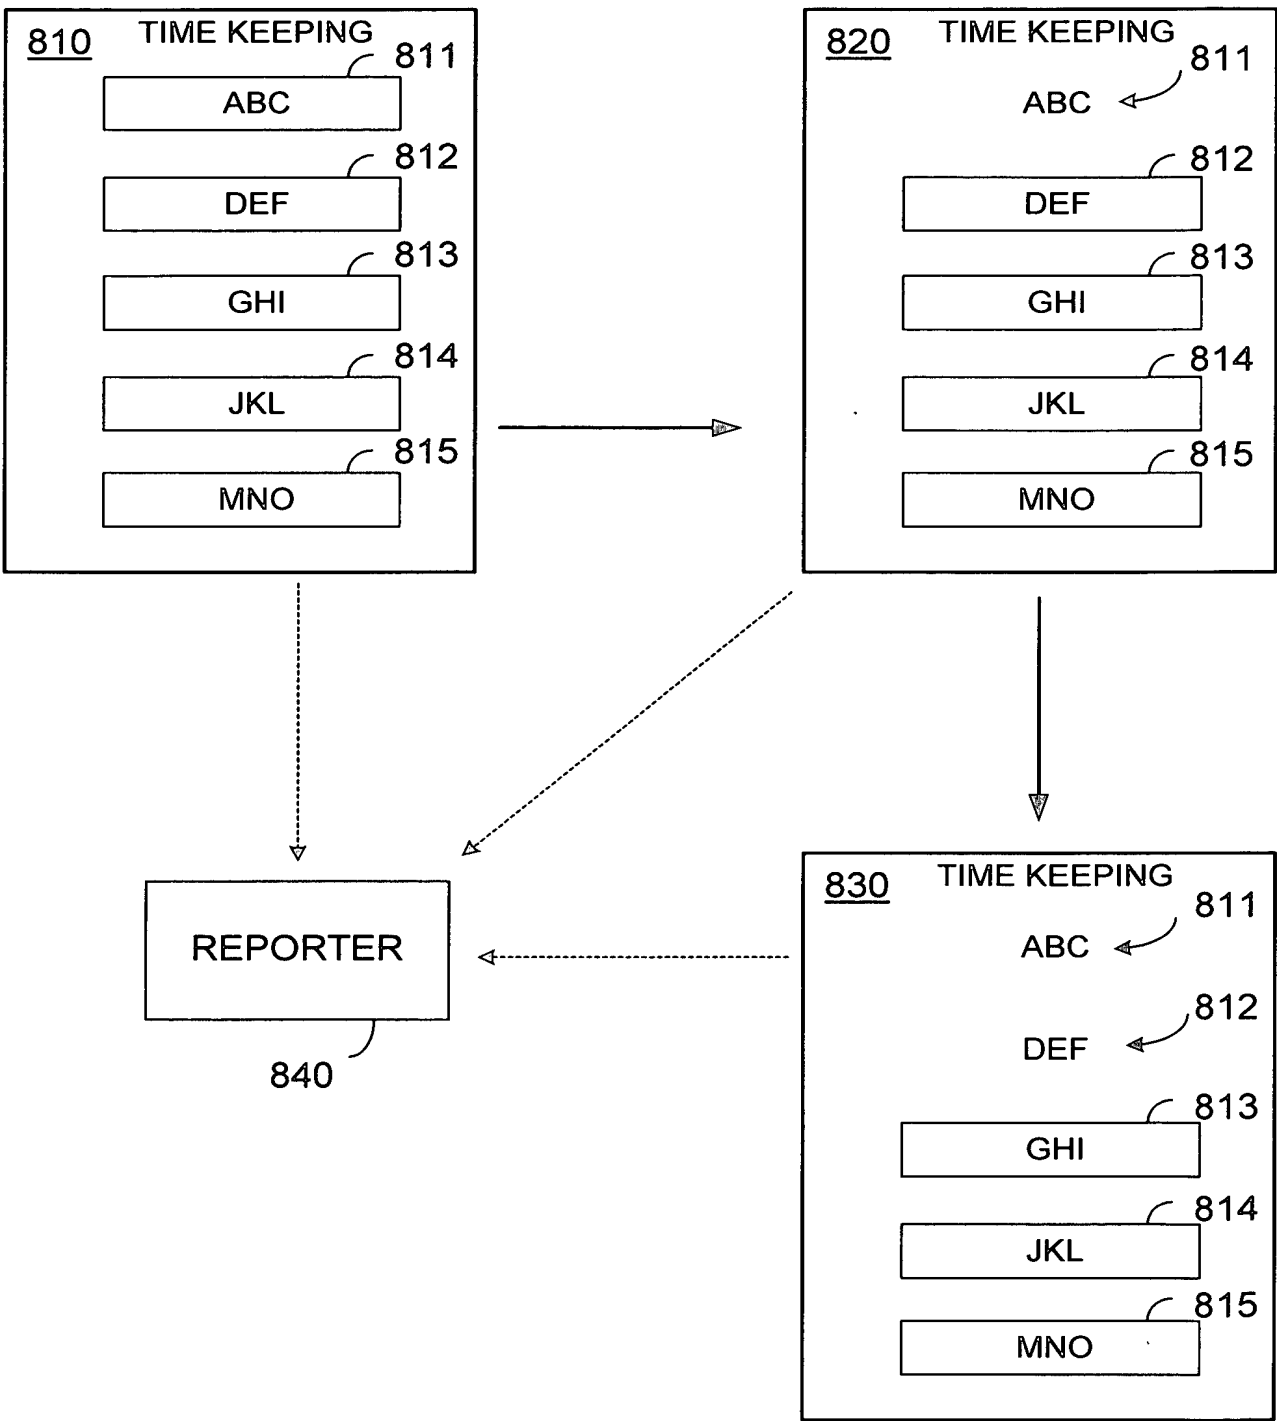 810 TIME KEEPING
811
ABC
812
DEF
813
GHI
814
JKL
815
MNO
820 TIME KEEPING
811
ABC
812
DEF
813
GHI
814
JKL
815
MNO
REPORTER
840
830 TIME KEEPING
811
ABC
812
DEF
813
GHI
814
JKL
815
MNO